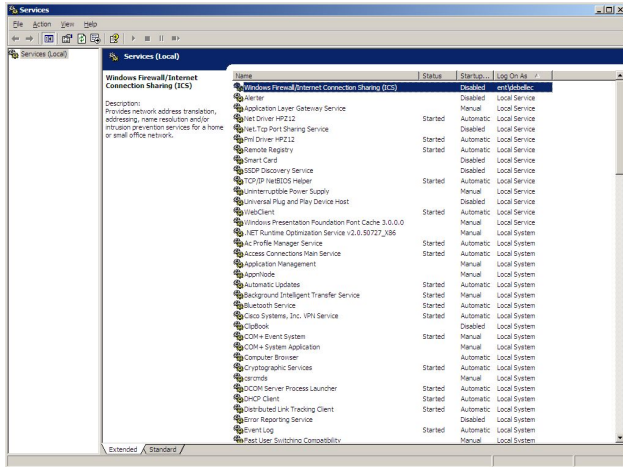 Services
File Action View Help
Services (Local)
Services (Local)
Windows Firewall/Internet Connection Sharing (ICS)
Description:
Provides network address translation, addressing, name resolution and/or intrusion prevention services for a home or small office network.
Name Status Startup... Log On As
Windows Firewall/Internet Connection Sharing (ICS) Disabled ent\debellec
Alerter Disabled Local Service
Application Layer Gateway Service Manual Local Service
Net Driver HPZ12 Started Automatic Local Service
Net.Tcp Port Sharing Service Disabled Local Service
Pml Driver HPZ12 Started Automatic Local Service
Remote Registry Started Automatic Local Service
Smart Card Disabled Local Service
SSDP Discovery Service Disabled Local Service
TCP/IP NetBIOS Helper Started Automatic Local Service
Uninterruptible Power Supply Manual Local Service
Universal Plug and Play Device Host Disabled Local Service
WebClient Started Automatic Local Service
Windows Presentation Foundation Font Cache 3.0.0.0 Manual Local Service
.NET Runtime Optimization Service v2.0.50727_X86 Manual Local System
Ac Profile Manager Service Started Automatic Local System
Access Connections Main Service Started Automatic Local System
Application Management Manual Local System
AppnNode Manual Local System
Automatic Updates Started Automatic Local System
Background Intelligent Transfer Service Started Manual Local System
Bluetooth Service Started Automatic Local System
Cisco Systems, Inc. VPN Service Started Automatic Local System
ClipBook Disabled Local System
COM+ Event System Started Manual Local System
COM+ System Application Manual Local System
Computer Browser Automatic Local System
Cryptographic Services Started Automatic Local System
csrcmds Manual Local System
DCOM Server Process Launcher Started Automatic Local System
DHCP Client Started Automatic Local System
Distributed Link Tracking Client Started Automatic Local System
Error Reporting Service Disabled Local System
Event Log Started Automatic Local System
Fast User Switching Compatibility Manual Local System
Extended Standard